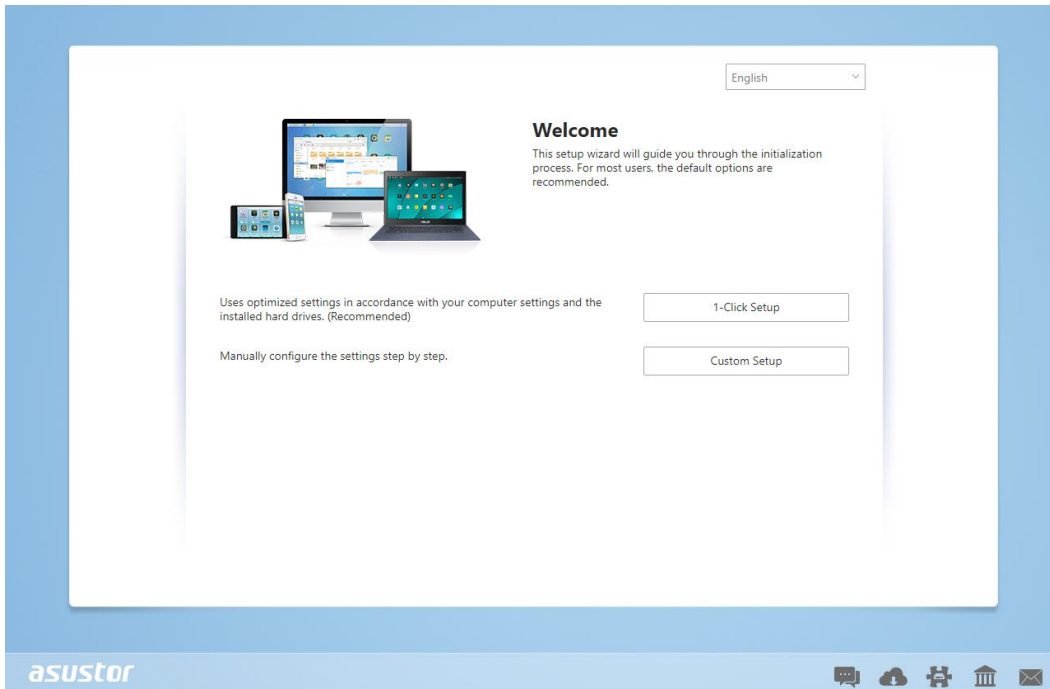 English
Welcome
This setup wizard will guide you through the initialization
process. For most users, the default options are
recommended.
Uses optimized settings in accordance with your computer settings and the
installed hard drives. (Recommended)
1-Click Setup
Manually configure the settings step by step.
Custom Setup
asustor